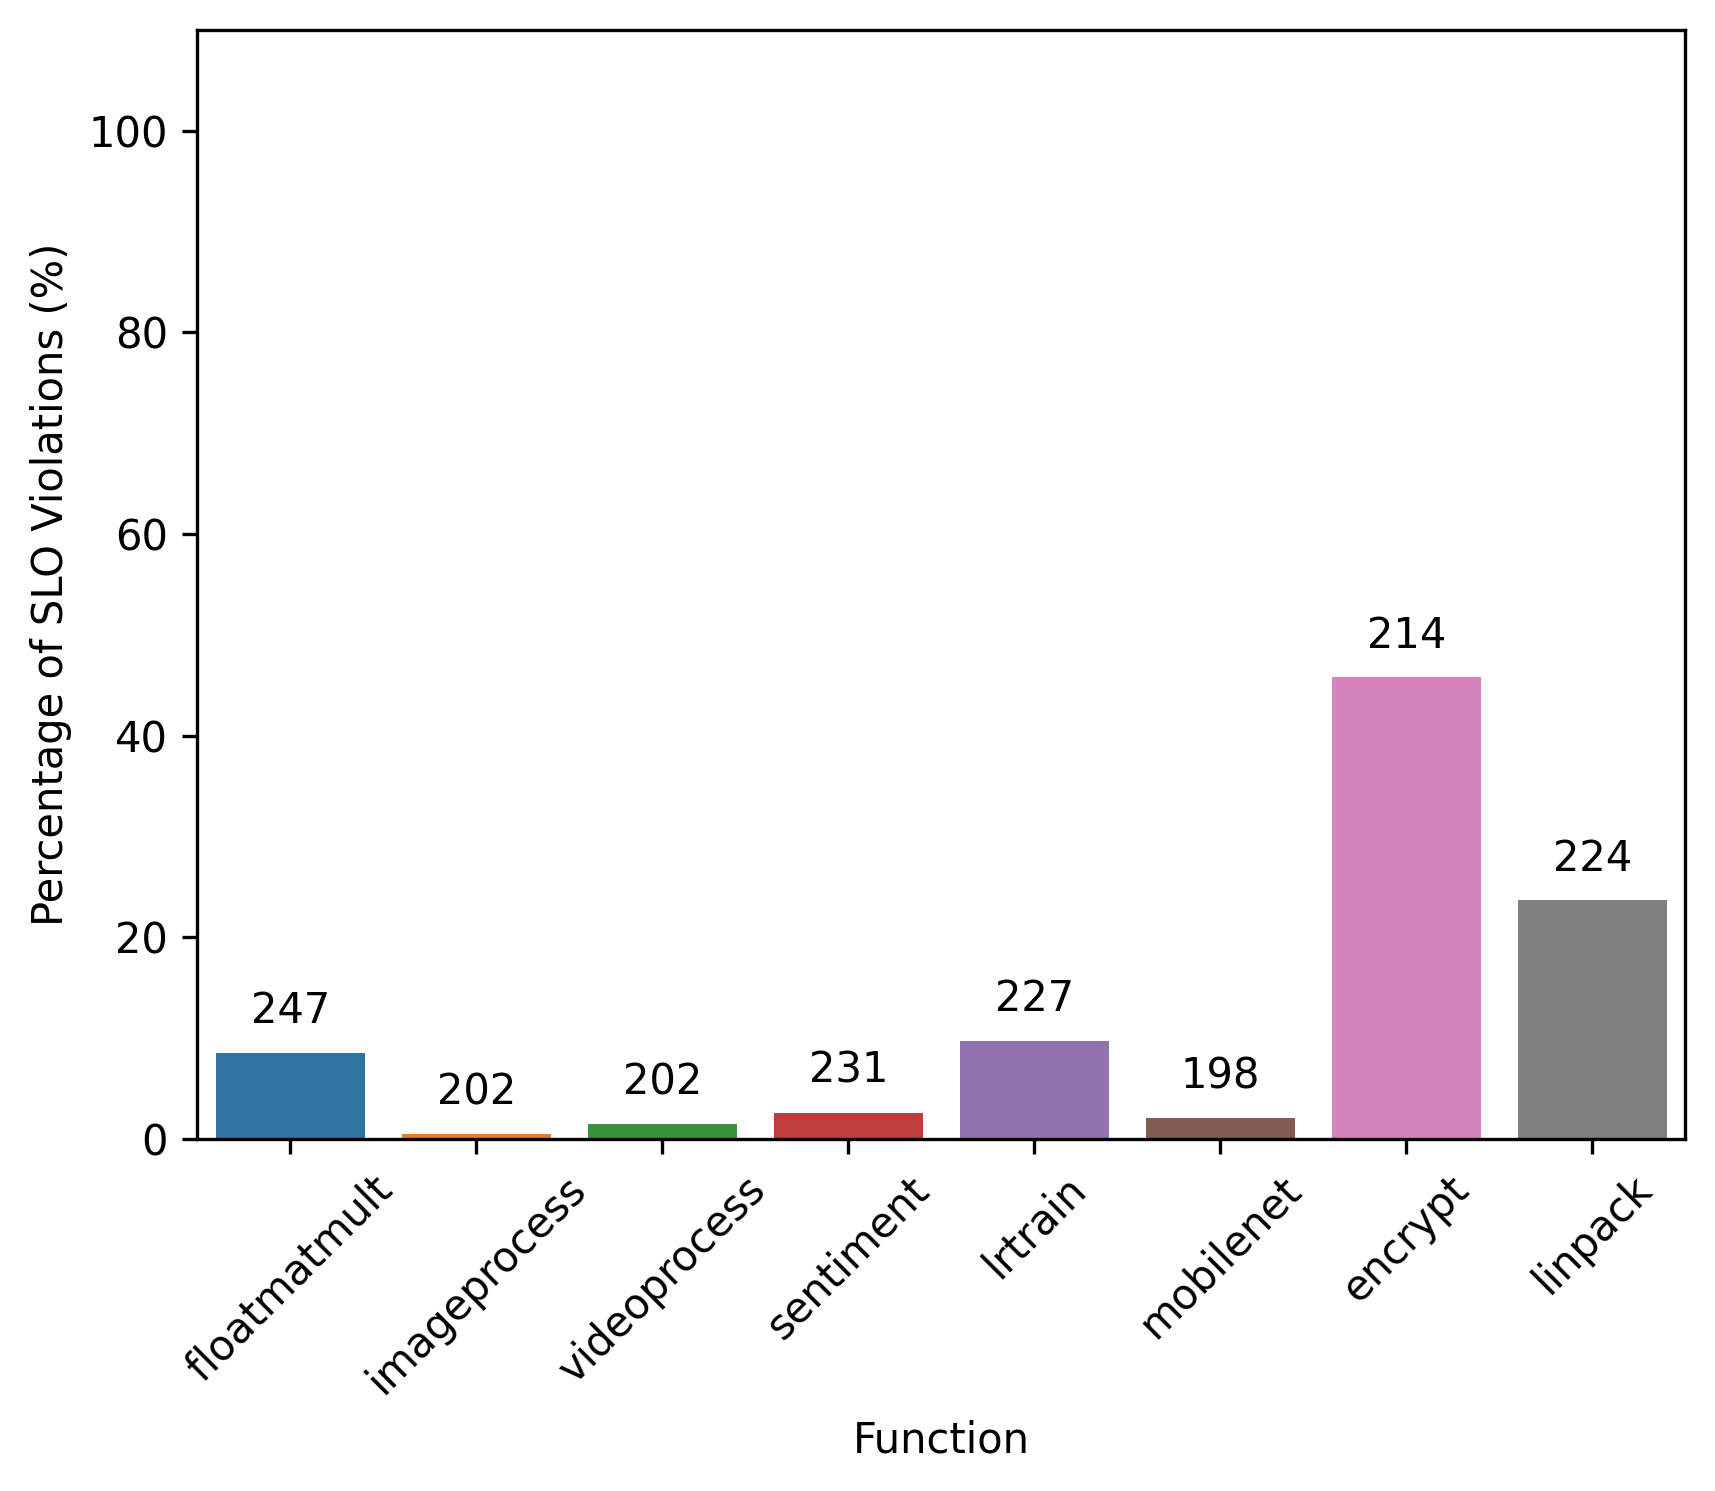 Percentage of SLO Violations (%)
100
80
60
40
20
0
247
202
202
231
227
198
214
224
floatmatmult
imageprocess
videoprocess
sentiment
lrtrain
mobilenet
encrypt
linpack
Function